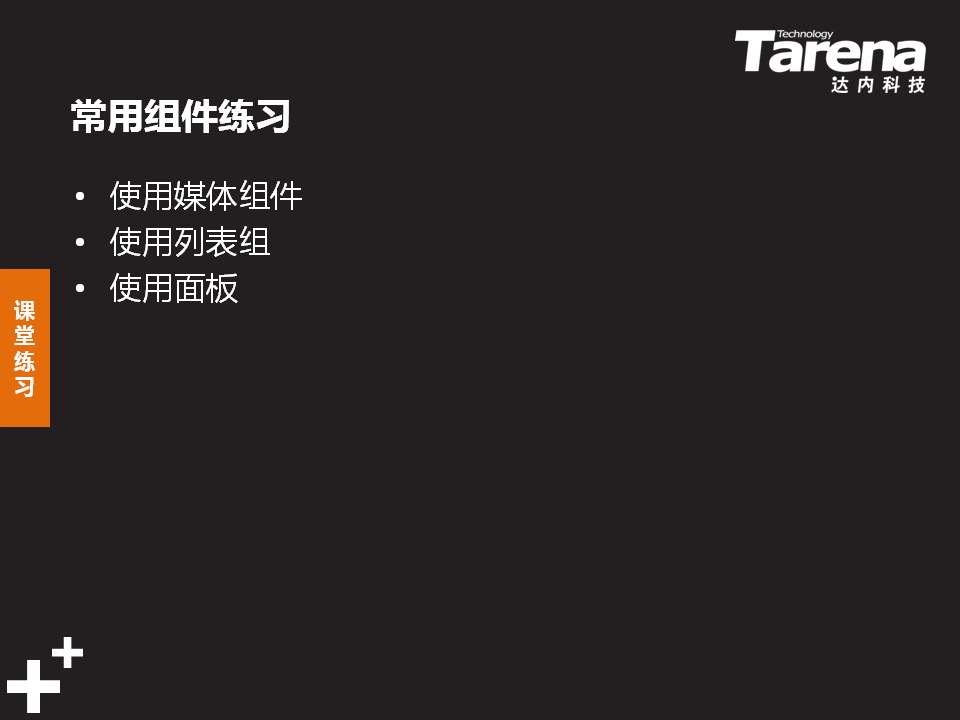 Technology
Tarena
达内科技
常用组件练习
• 使用媒体组件
• 使用列表组
• 使用面板
课堂练习